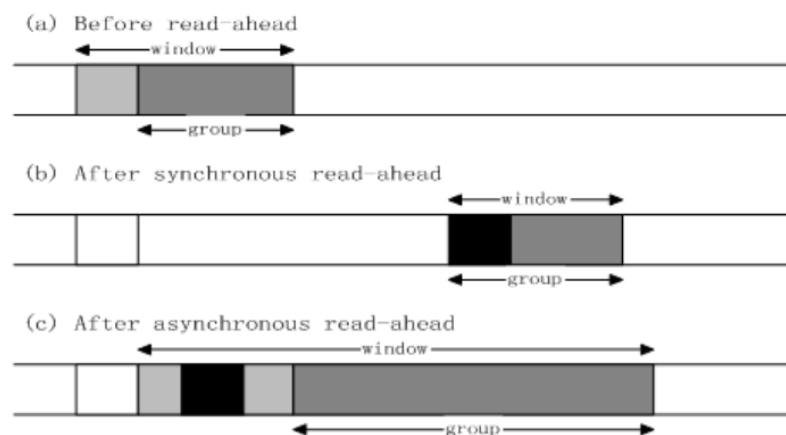 (a) Before read-ahead
window
group
(b) After synchronous read-ahead
window
group
(c) After asynchronous read-ahead
window
group